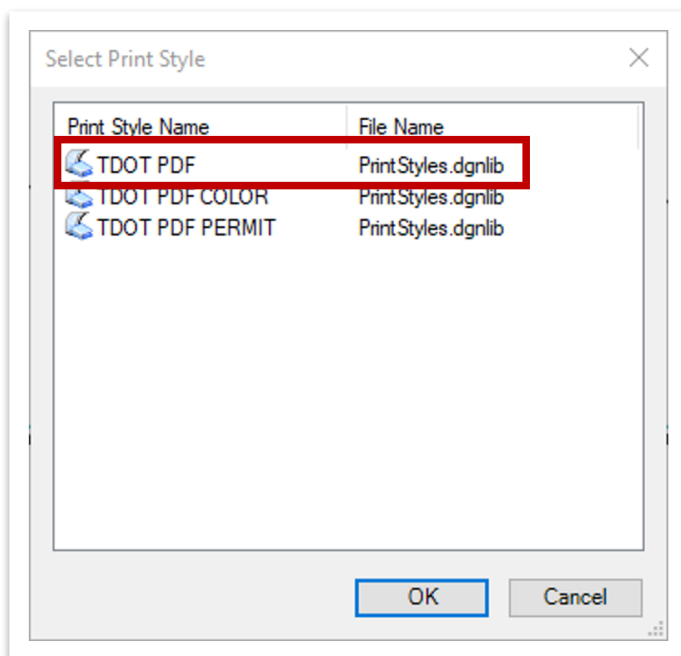 Select Print Style
Print Style Name File Name
TDOT PDF PrintStyles.dgnlib
TDOT PDF COLOR PrintStyles.dgnlib
TDOT PDF PERMIT PrintStyles.dgnlib
OK Cancel